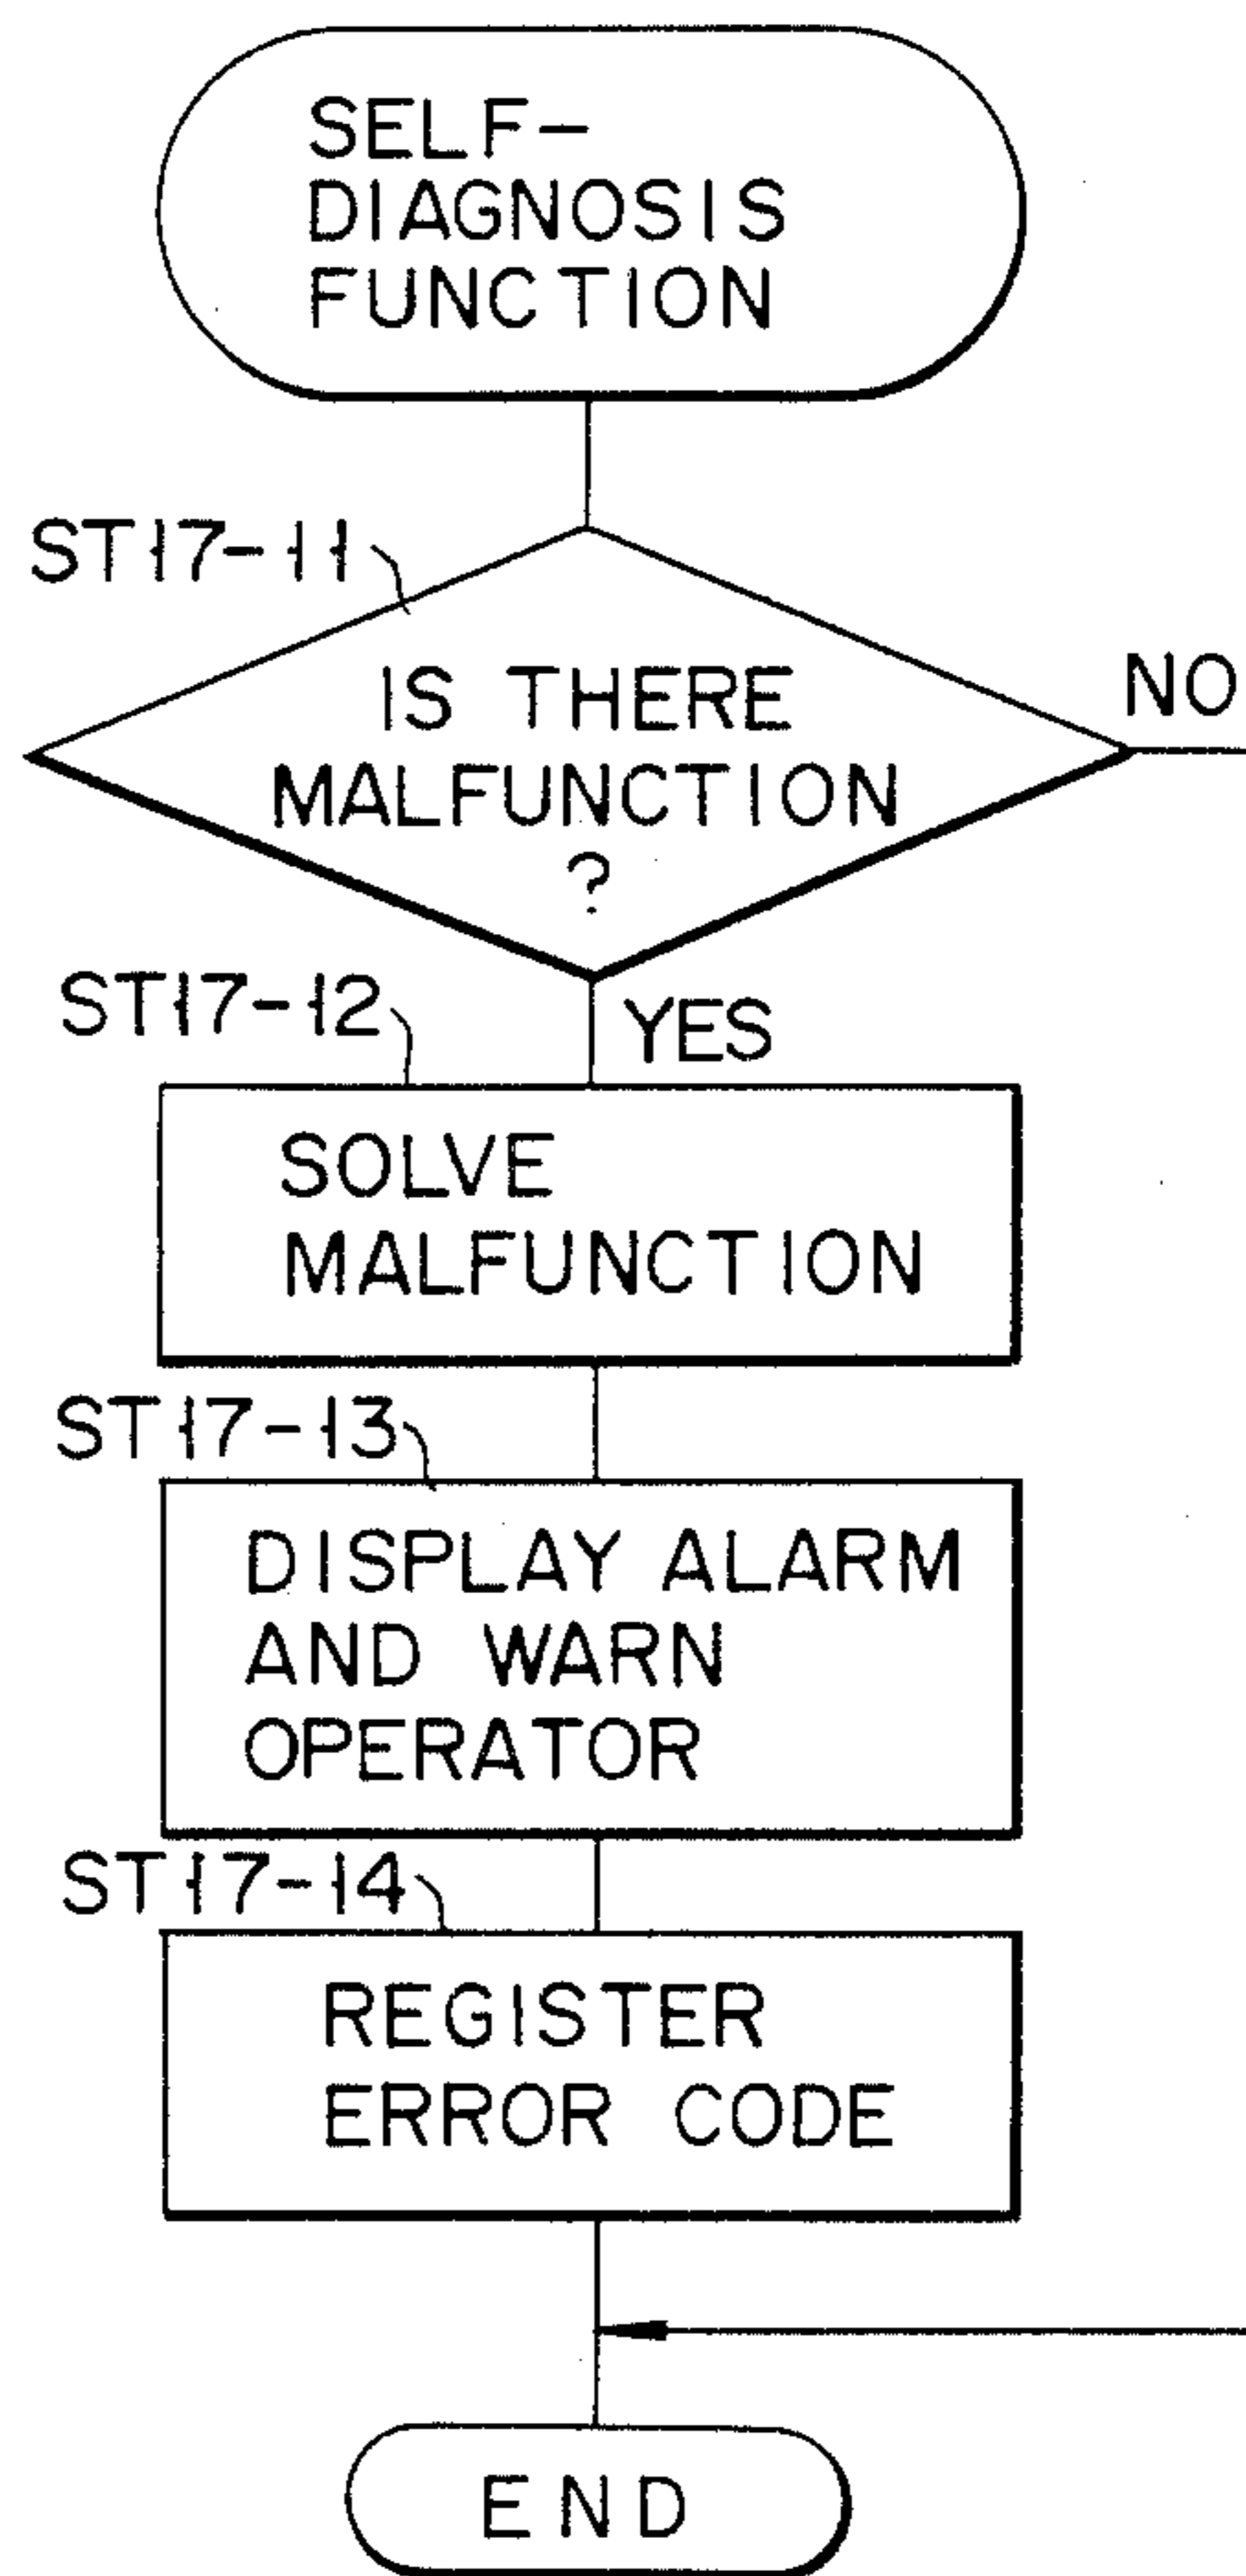 SELF-
DIAGNOSIS
FUNCTION
ST17-11
IS THERE
MALFUNCTION
?
NO
ST17-12
YES
SOLVE
MALFUNCTION
ST17-13
DISPLAY ALARM
AND WARN
OPERATOR
ST17-14
REGISTER
ERROR CODE
END